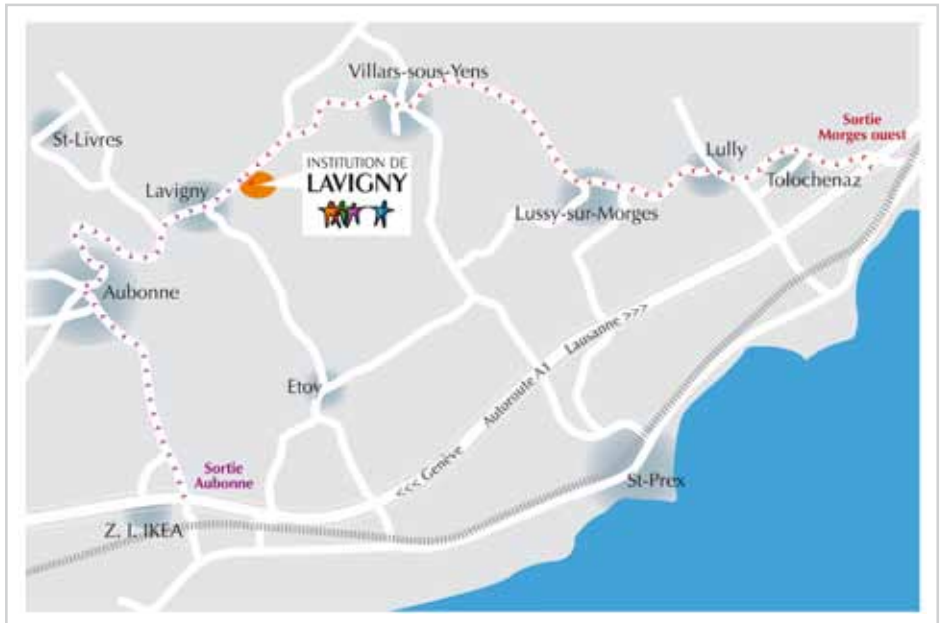 Villars-sous-Yens
St-Livres
Sortie
Morges ouest
Lully
Tolochenaz
INSTITUTION DE
LAVIGNY
Lavigny
Lussy-sur-Morges
Aubonne
Etoy
<<< Genève
Autoroute A1
Lausanne >>>
Sortie
Aubonne
St-Prex
Z. I. IKEA